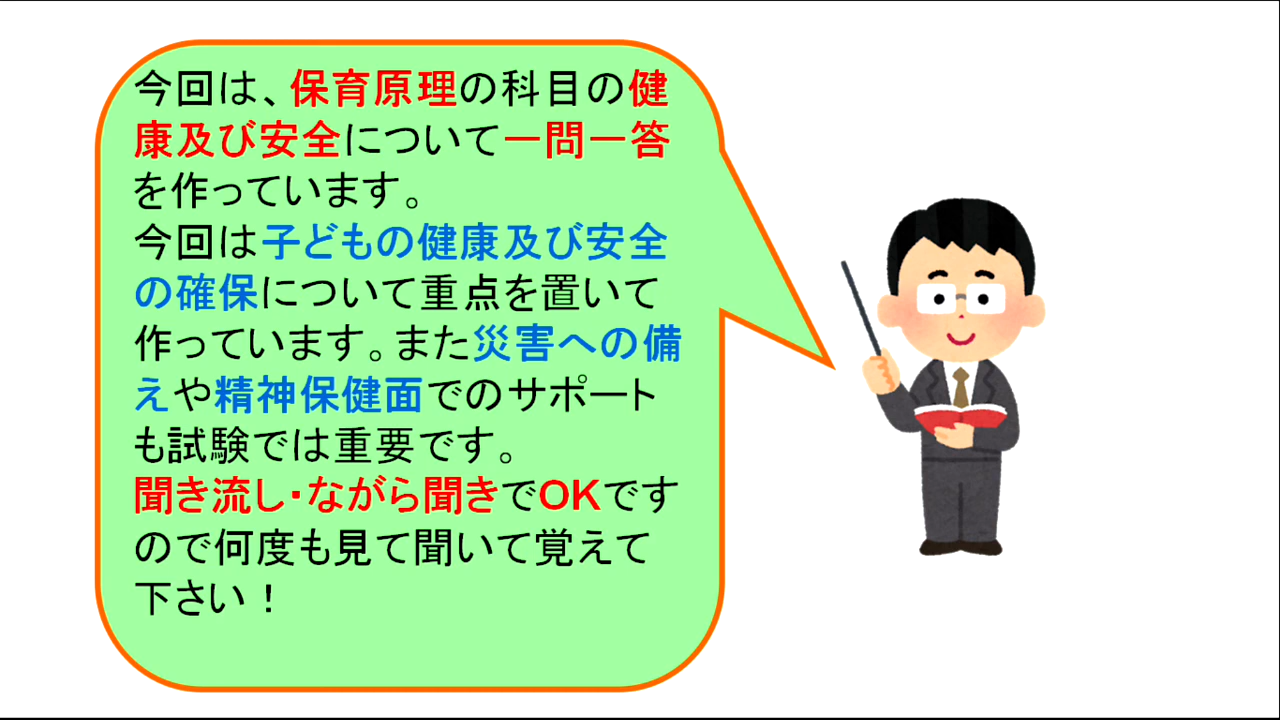 今回は、保育原理の科目の健
康及び安全について一問一答
を作っています。
今回は子どもの健康及び安全
の確保について重点を置いて
作っています。また災害への備
えや精神保健面でのサポート
も試験では重要です。
聞き流し・ながら聞きでOKです
ので何度も見て聞いて覚えて
下さい！